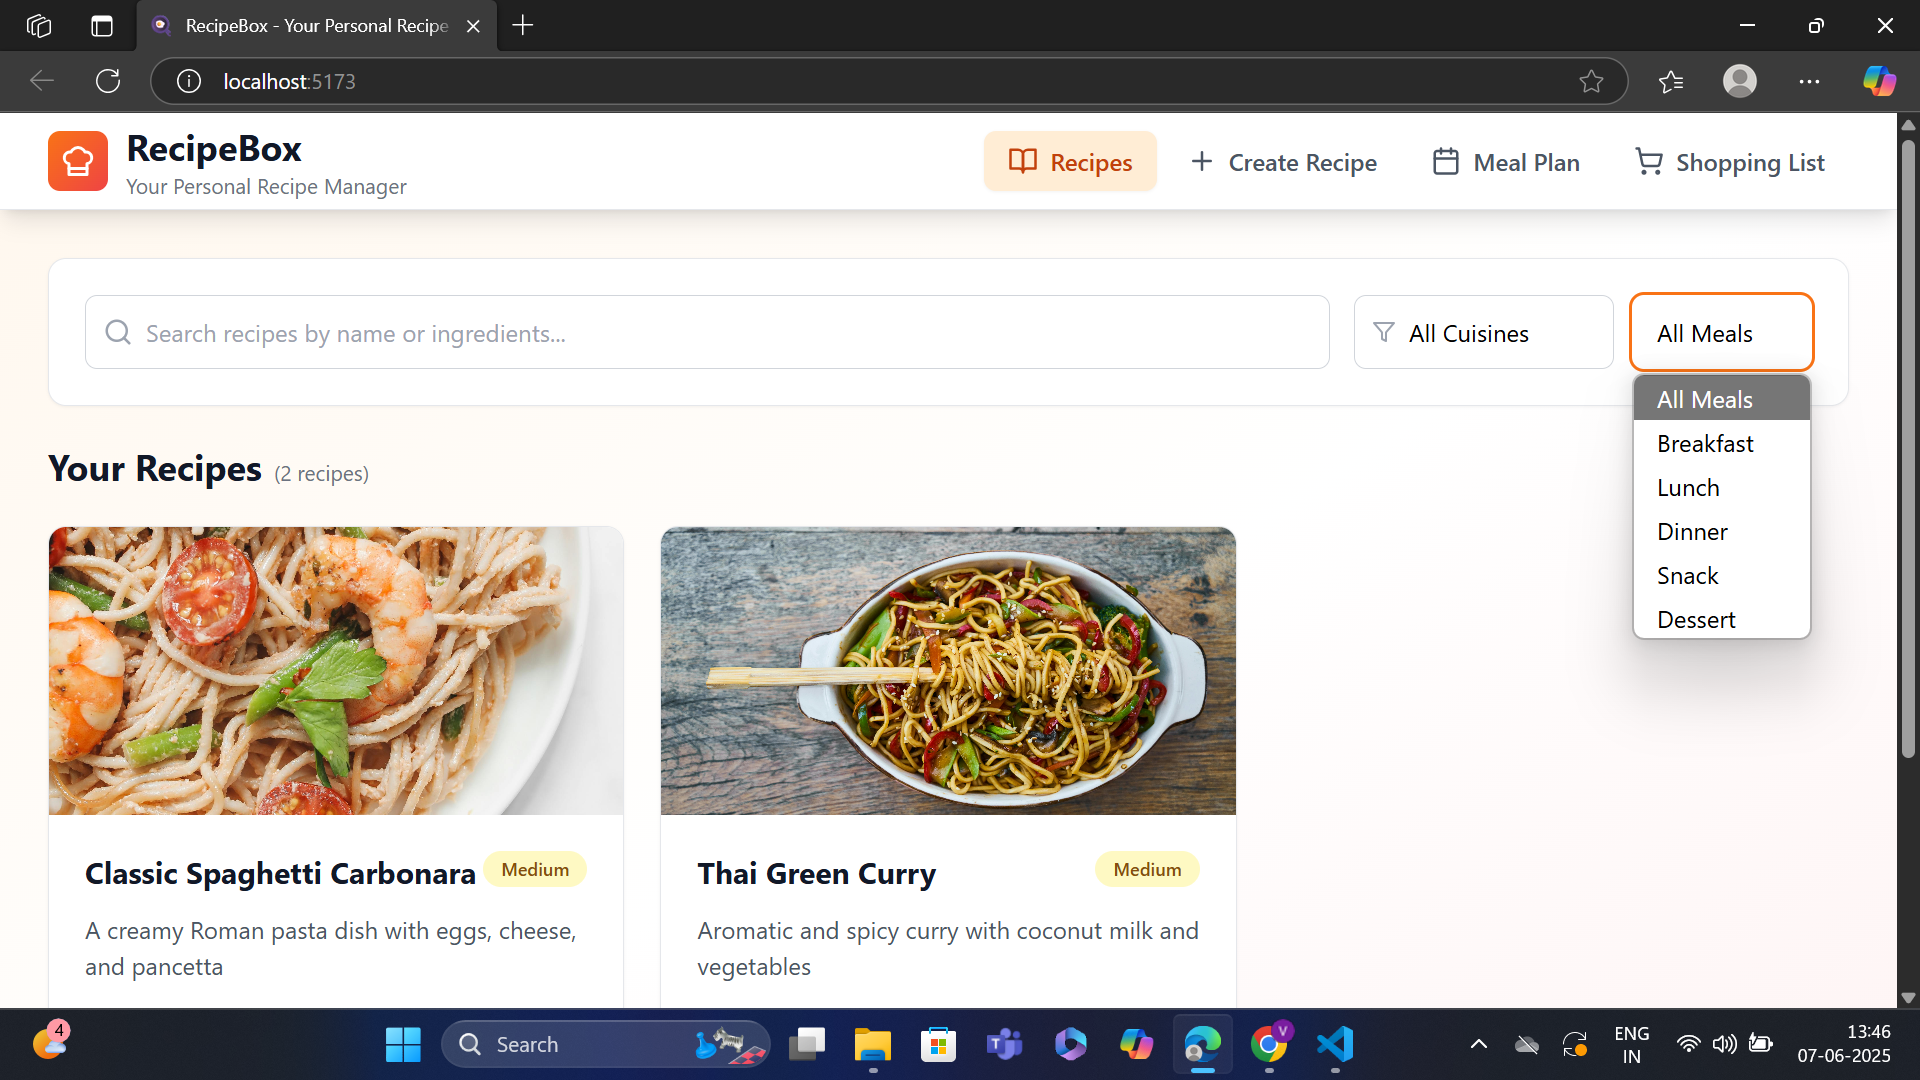 RecipeBox - Your Personal Recipe
localhost:5173
RecipeBox
Your Personal Recipe Manager
Recipes
Create Recipe
Meal Plan
Shopping List
Search recipes by name or ingredients...
All Cuisines
All Meals
All Meals
Breakfast
Lunch
Dinner
Snack
Dessert
Your Recipes (2 recipes)
Classic Spaghetti Carbonara
Medium
A creamy Roman pasta dish with eggs, cheese,
and pancetta
Thai Green Curry
Medium
Aromatic and spicy curry with coconut milk and
vegetables
4
Search
V
ENG
IN
13:46
07-06-2025